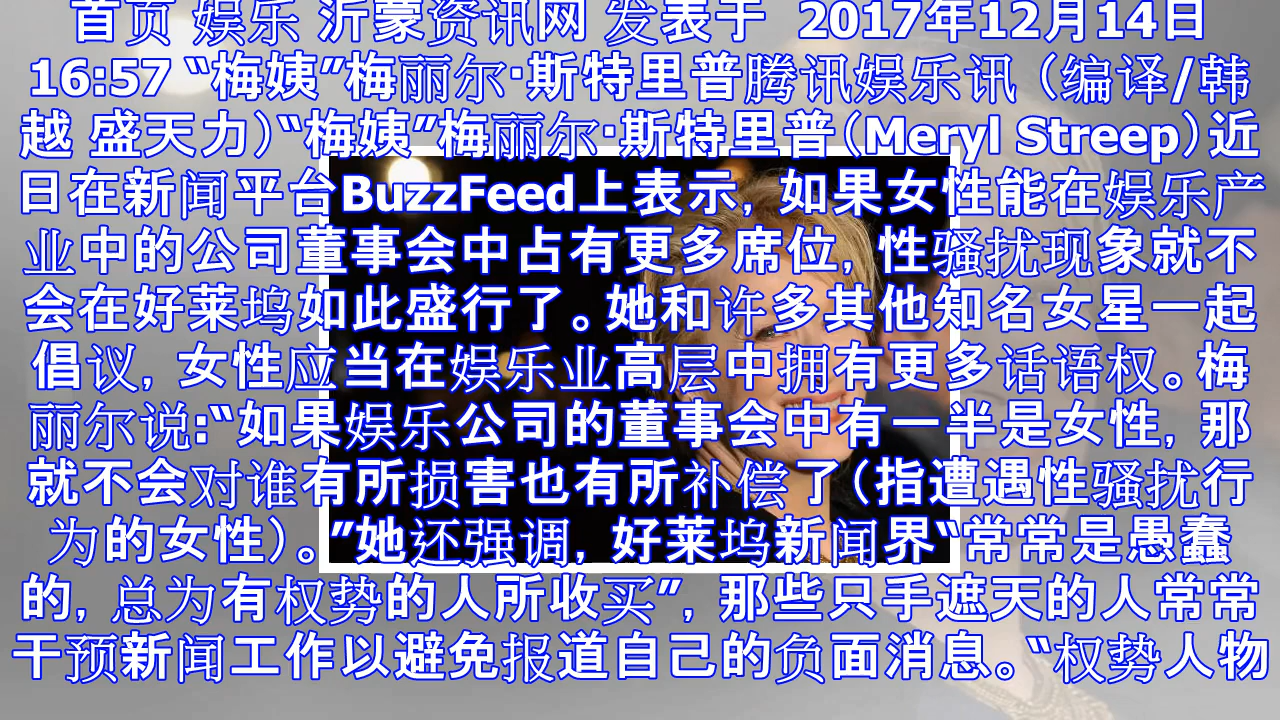 首页 娱乐 沂蒙资讯网 发表于 2017年12月14日
16:57 “梅姨”梅丽尔·斯特里普腾讯娱乐讯（编译/韩
越 盛天力）“梅姨”梅丽尔·斯特里普（Meryl Streep）近
日在新闻平台BuzzFeed上表示，如果女性能在娱乐产
业中的公司董事会中占有更多席位，性骚扰现象就不
会在好莱坞如此盛行了。她和许多其他知名女星一起
倡议，女性应当在娱乐业高层中拥有更多话语权。梅
丽尔说:“如果娱乐公司的董事会中有一半是女性，那
就不会对谁有所损害也有所补偿了（指遭遇性骚扰行
为的女性）。”她还强调，好莱坞新闻界“常常是愚蠢
的，总为有权势的人所收买”，那些只手遮天的人常常
干预新闻工作以避免报道自己的负面消息。“权势人物